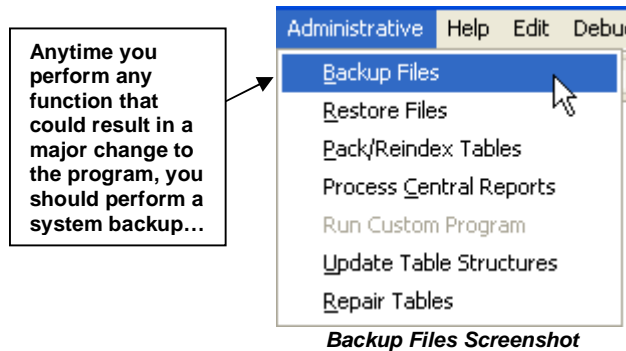 Anytime you
perform any
function that
could result in a
major change to
the program, you
should perform a
system backup…
Administrative Help Edit
Backup Files
Restore Files
Pack/Reindex Tables
Process Central Reports
Run Custom Program
Update Table Structures
Repair Tables
Backup Files Screenshot